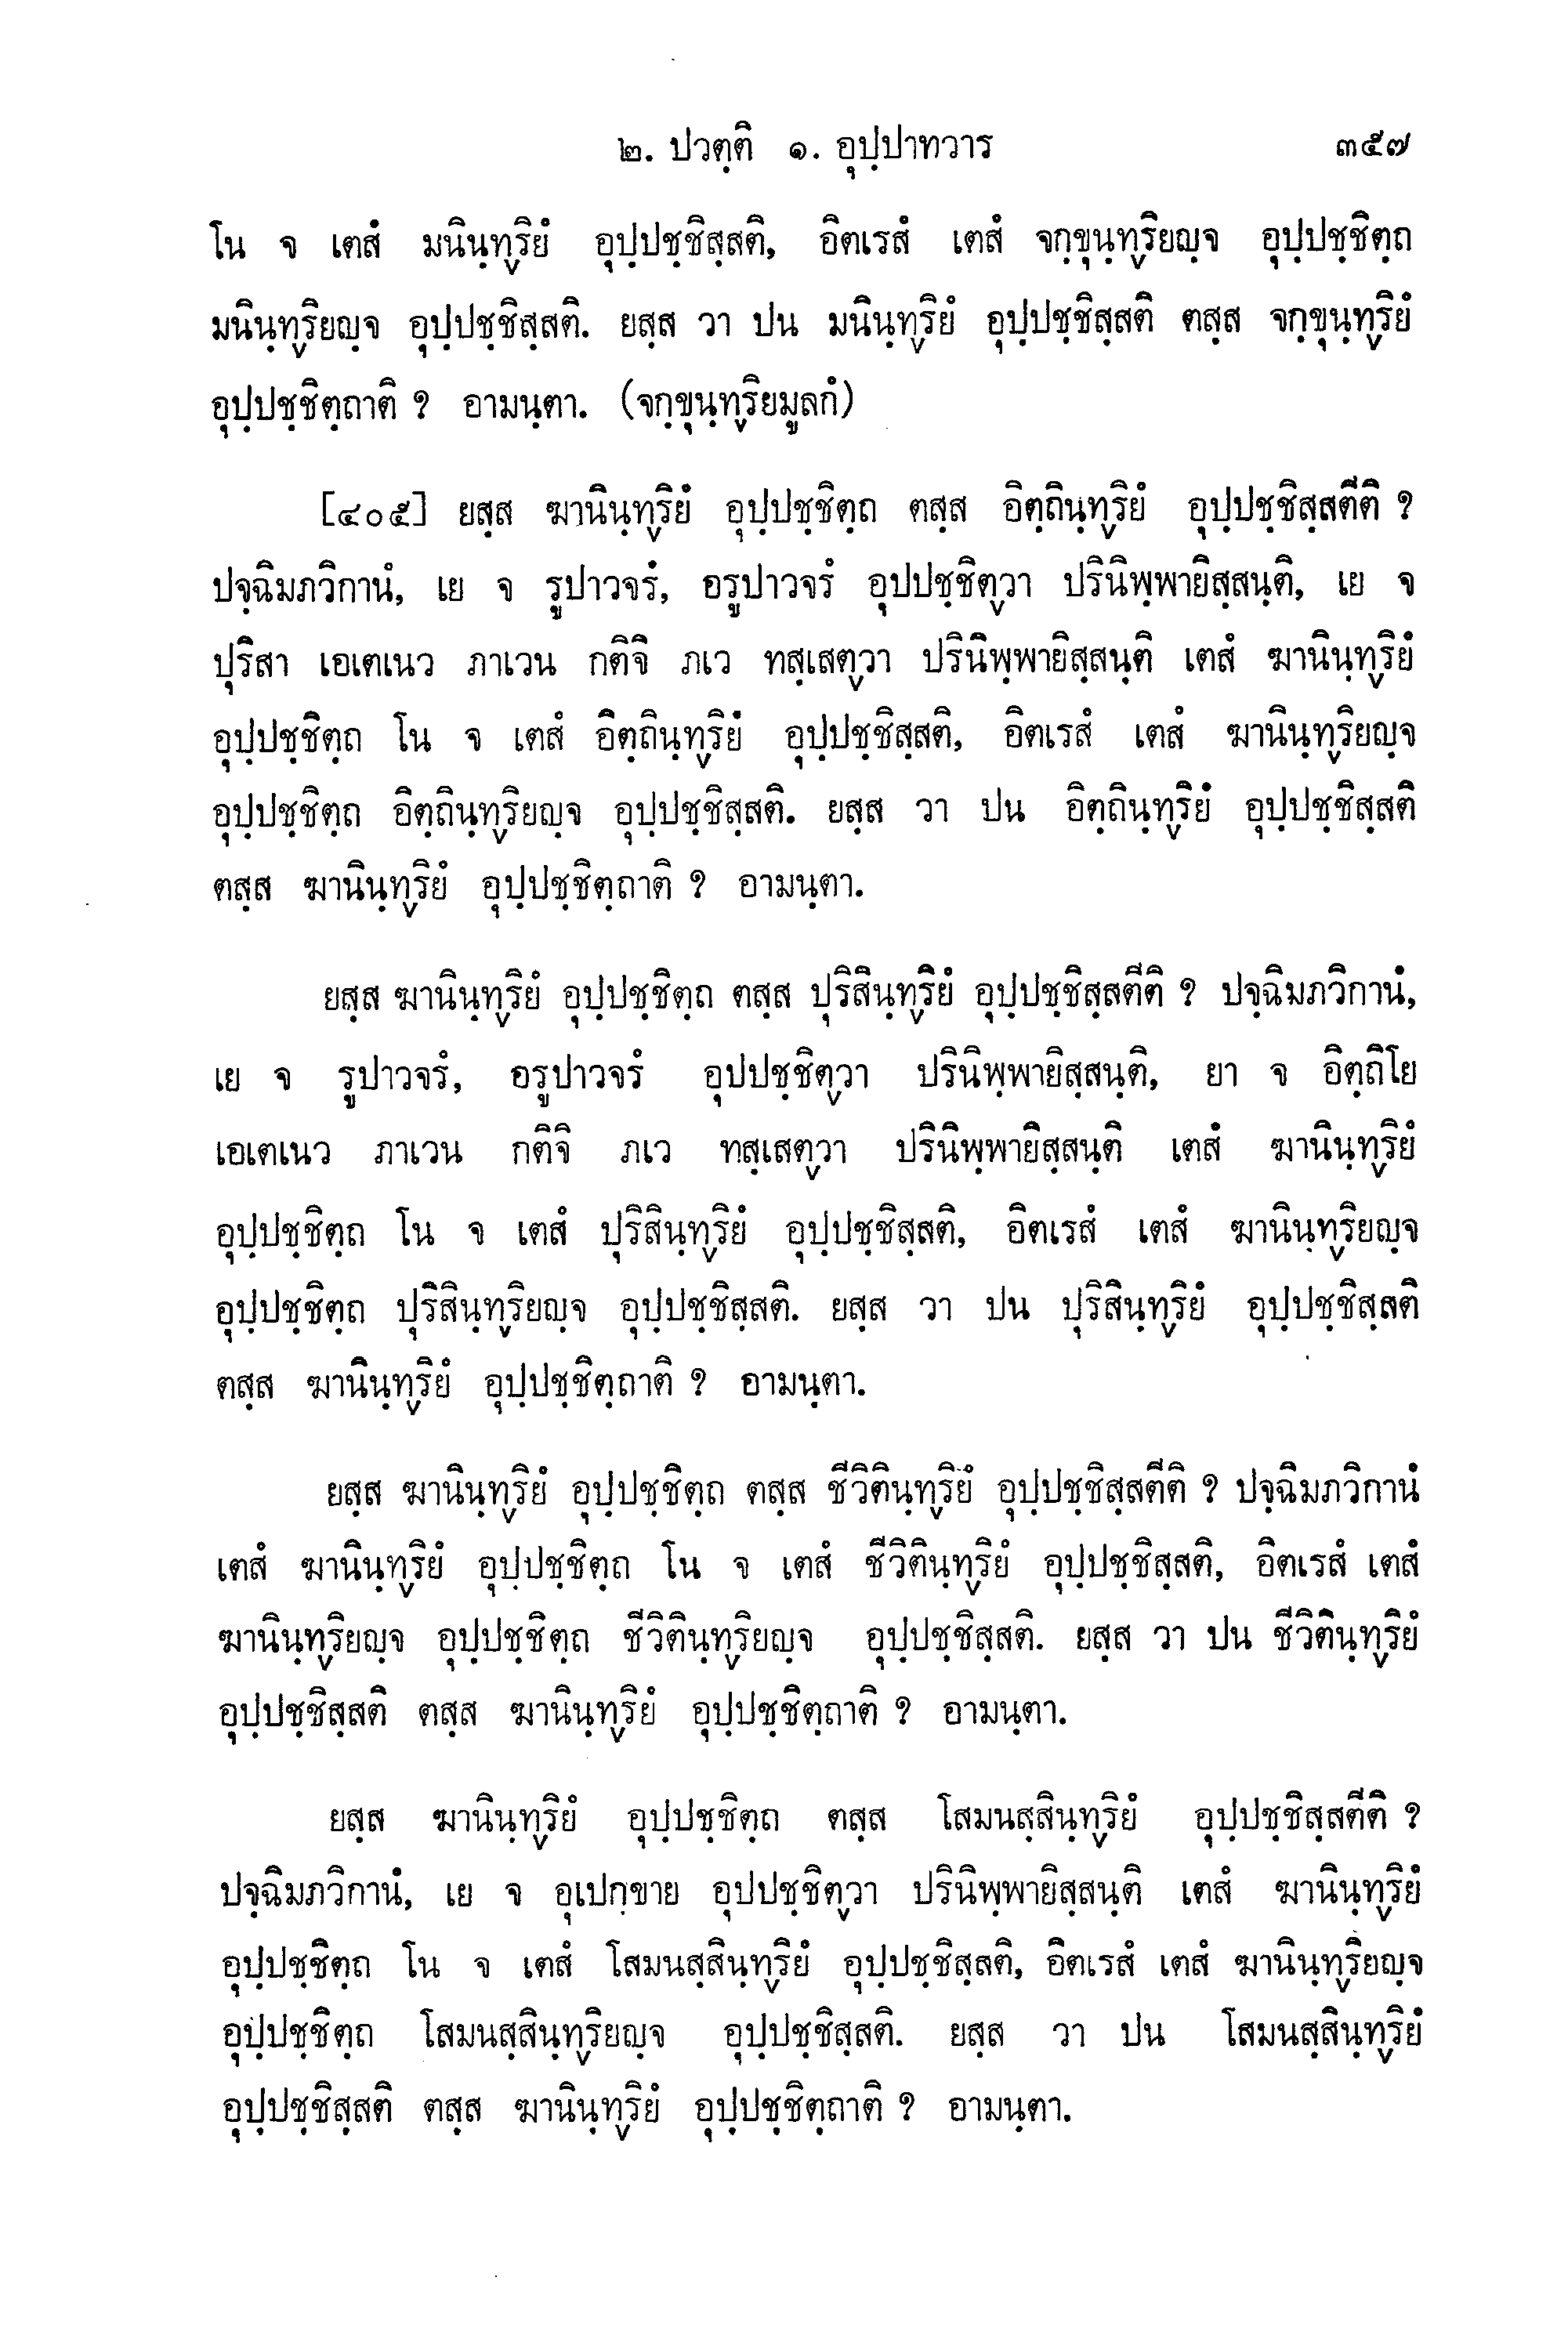 ๒. ปวตฺติ ๑. อุปฺปาทวาร ๓๕๗
โน จ เตสํ มนินฺทฺริยํ อุปฺปชฺชิสฺสติ, อิตเรสํ เตสํ จกฺขุนฺทฺริยญฺจ อุปฺปชฺชิตฺถ
มนินฺทฺริยญฺจ อุปฺปชฺชิสฺสติ. ยสฺส วา ปน มนินฺทฺริยํ อุปฺปชฺชิสฺสติ ตสฺส จกฺขุนฺทฺริยํ
อุปฺปชฺชิตฺถาติ ? อามนฺตา. (จกฺขุนฺทฺริยมูลกํ)
[๔๐๕] ยสฺส ฆานินฺทฺริยํ อุปฺปชฺชิตฺถ ตสฺส อิตฺถินฺทฺริยํ อุปฺปชฺชิสฺสตีติ ?
ปจฺฉิมภวิกานํ, เย จ รูปาวจรํ, อรูปาวจรํ อุปปชฺชิตฺวา ปรินิพฺพายิสฺสนฺติ, เย จ
ปุริสา เอเตเนว ภาเวน กติจิ ภเว ทสฺเสตฺวา ปรินิพฺพายิสฺสนฺติ เตสํ ฆานินฺทฺริยํ
อุปฺปชฺชิตฺถ โน จ เตสํ อิตฺถินฺทฺริยํ อุปฺปชฺชิสฺสติ, อิตเรสํ เตสํ ฆานินฺทฺริยญฺจ
อุปฺปชฺชิตฺถ อิตฺถินฺทฺริยญฺจ อุปฺปชฺชิสฺสติ. ยสฺส วา ปน อิตฺถินฺทฺริยํ อุปฺปชฺชิสฺสติ
ตสฺส ฆานินฺทฺริยํ อุปฺปชฺชิตฺถาติ ? อามนฺตา.
ยสฺส ฆานินฺทฺริยํ อุปฺปชฺชิตฺถ ตสฺส ปุริสินฺทฺริยํ อุปฺปชฺชิสฺสตีติ ? ปจฺฉิมภวิกานํ,
เย จ รูปาวจรํ, อรูปาวจรํ อุปปชฺชิตฺวา ปรินิพฺพายิสฺสนฺติ, ยา จ อิตฺถิโย
เอเตเนว ภาเวน กติจิ ภเว ทสฺเสตฺวา ปรินิพฺพายิสฺสนฺติ เตสํ ฆานินฺทฺริยํ
อุปฺปชฺชิตฺถ โน จ เตสํ ปุริสินฺทฺริยํ อุปฺปชฺชิสฺสติ, อิตเรสํ เตสํ ฆานินฺทฺริยญฺจ
อุปฺปชฺชิตฺถ ปุริสินฺทฺริยญฺจ อุปฺปชฺชิสฺสติ. ยสฺส วา ปน ปุริสินฺทฺริยํ อุปฺปชฺชิสฺสติ
ตสฺส ฆานินฺทฺริยํ อุปฺปชฺชิตฺถาติ ? อามนฺตา.
ยสฺส ฆานินฺทฺริยํ อุปฺปชฺชิตฺถ ตสฺส ชีวิตินฺทฺริยํ อุปฺปชฺชิสฺสตีติ ? ปจฺฉิมภวิกานํ
เตสํ ฆานินฺทฺริยํ อุปฺปชฺชิตฺถ โน จ เตสํ ชีวิตินฺทฺริยํ อุปฺปชฺชิสฺสติ, อิตเรสํ เตสํ
ฆานินฺทฺริยญฺจ อุปฺปชฺชิตฺถ ชีวิตินฺทฺริยญฺจ อุปฺปชฺชิสฺสติ. ยสฺส วา ปน ชีวิตินฺทฺริยํ
อุปฺปชฺชิสฺสติ ตสฺส ฆานินฺทฺริยํ อุปฺปชฺชิตฺถาติ ? อามนฺตา.
ยสฺส ฆานินฺทฺริยํ อุปฺปชฺชิตฺถ ตสฺส โสมนสฺสินฺทฺริยํ อุปฺปชฺชิสฺสตีติ ?
ปจฺฉิมภวิกานํ, เย จ อุเปกฺขาย อุปปชฺชิตฺวา ปรินิพฺพายิสฺสนฺติ เตสํ ฆานินฺทฺริยํ
อุปฺปชฺชิตฺถ โน จ เตสํ โสมนสฺสินฺทฺริยํ อุปฺปชฺชิสฺสติ, อิตเรสํ เตสํ ฆานินฺทฺริยญฺจ
อุปฺปชฺชิตฺถ โสมนสฺสินฺทฺริยญฺจ อุปฺปชฺชิสฺสติ. ยสฺส วา ปน โสมนสฺสินฺทฺริยํ
อุปฺปชฺชิสฺสติ ตสฺส ฆานินฺทฺริยํ อุปฺปชฺชิตฺถาติ ? อามนฺตา.